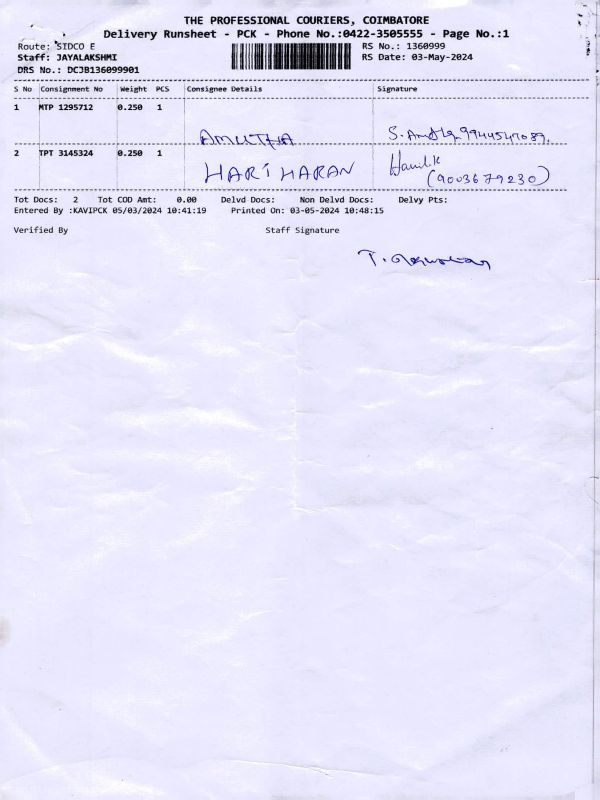 THE PROFESSIONAL COURIERS, COIMBATORE
Delivery Runsheet - PCK - Phone No.:0422-3505555 - Page No.:1
Route: SIDCO E
Staff: JAYALAKSHMI
DRS No.: DCJB136099901
RS No.: 1360999
RS Date: 03-May-2024
S No Consignment No Weight PCS Consignee Details Signature
1 MTP 1295712 0.250 1
AMUTHA S. 9944547089.
2 TPT 3145324 0.250 1
HARIHARAN
(9003679230)
Tot Docs: 2 Tot COD Amt: 0.00 Delvd Docs: Non Delvd Docs: Delvy Pts:
Entered By :KAVIPCK 05/03/2024 10:41:19 Printed On: 03-05-2024 10:48:15
Verified By Staff Signature